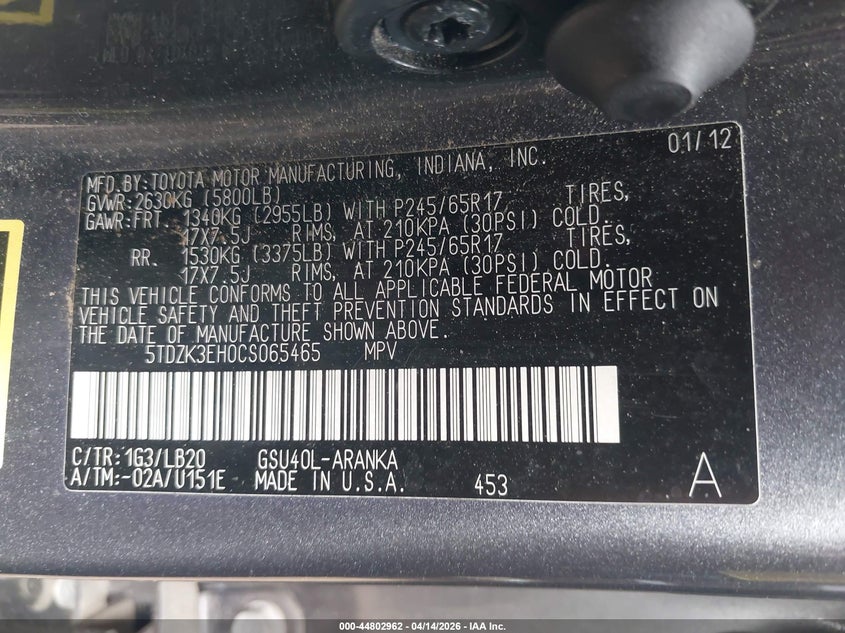 MFD.BY:TOYOTA MOTOR MANUFACTURING, INDIANA, INC. 01/12
GVWR:2630KG (5800LB)
GAWR:FRT. 1340KG (2955LB) WITH P245/65R17 TIRES,
17X7.5J RIMS, AT 210KPA (30PSI) COLD.
RR. 1530KG (3375LB) WITH P245/65R17 TIRES,
17X7.5J RIMS, AT 210KPA (30PSI) COLD.
THIS VEHICLE CONFORMS TO ALL APPLICABLE FEDERAL MOTOR
VEHICLE SAFETY AND THEFT PREVENTION STANDARDS IN EFFECT ON
THE DATE OF MANUFACTURE SHOWN ABOVE.
5TDZK3EH0CS065465 MPV
C/TR:1G3/LB20 GSU40L-ARANKA
A/TM:-02A/U151E MADE IN U.S.A. 453 A
000-44802962 - 04/14/2026 - IAA Inc.